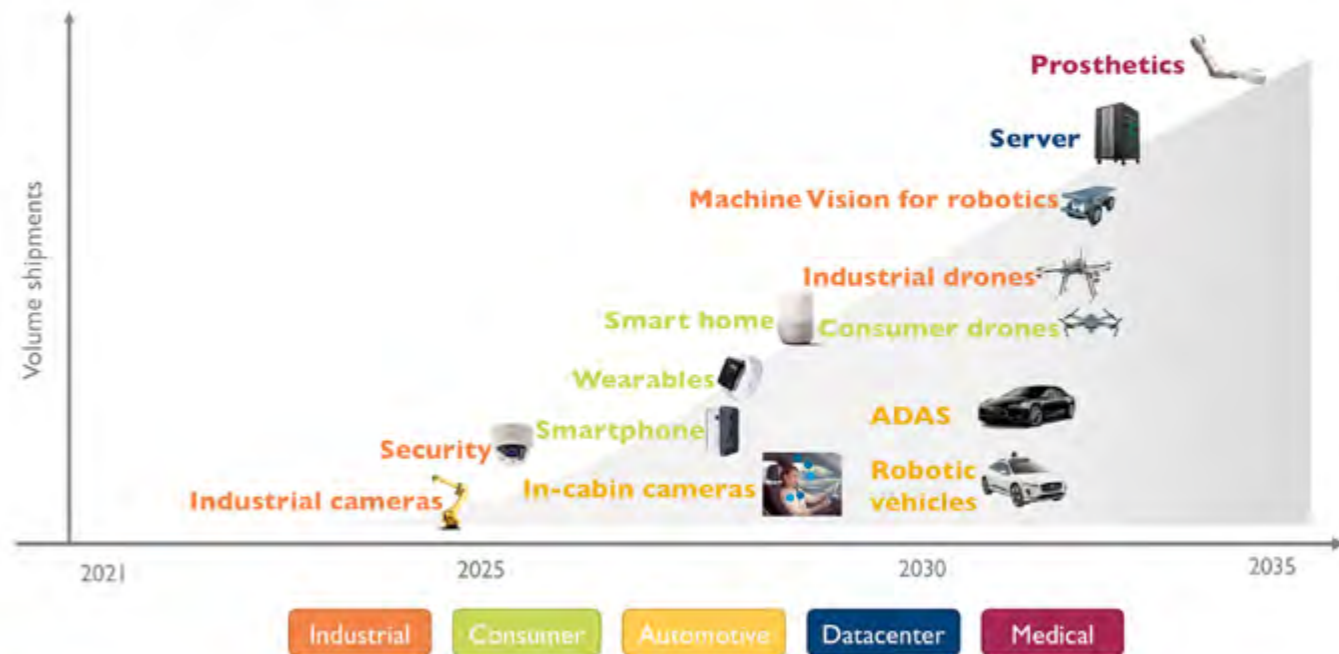 Volume shipments
Prosthetics
Server
Machine Vision for robotics
Industrial drones
Smart home
Consumer drones
Wearables
ADAS
Smartphone
Security
Robotic
vehicles
In-cabin cameras
Industrial cameras
2021
2025
2030
2035
Industrial
Consumer
Automotive
Datacenter
Medical